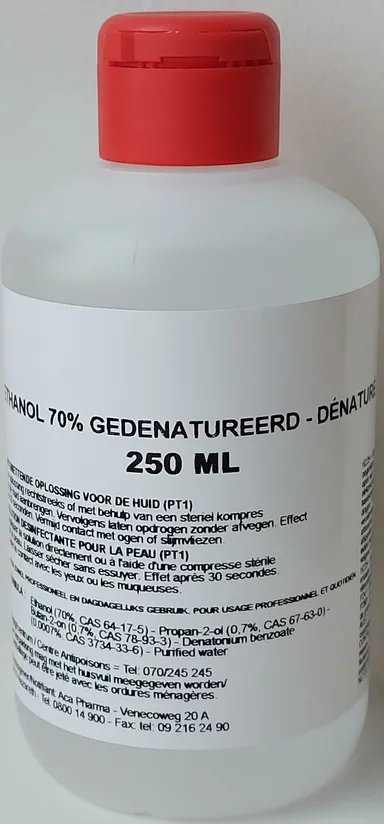 THANOL 70% GEDENATUREERD - DÉNATURÉ
250 ML
METTENDE OPLOSSING VOOR DE HUID (PT1)
rechtstreeks of met behulp van een steriel kompres
aanbrengen. Vervolgens laten opdrogen zonder afvegen. Effect
seconden. Vermijd contact met ogen of slijmvliezen.
DESINFECTANTE POUR LA PEAU (PT1)
solution directement ou à l'aide d'une compresse stérile
Laisser sécher sans essuyer. Effet après 30 secondes.
contact avec les yeux ou les muqueuses.
PROFESSIONEEL EN DAGDAGELIJKS GEBRUIK. POUR USAGE PROFESSIONNEL ET QUOTIDIEN
Ethanol (70%, CAS 64-17-5) - Propan-2-ol (0,7%, CAS 67-63-0) -
Butan-2-on (0,7%, CAS 78-93-3) - Denatonium benzoate
(0,0007%, CAS 3734-33-6) - Purified water
/ Centre Antipoisons = Tel: 070/245 245
mag met het huisvuil meegegeven worden/
peut être jeté avec les ordures ménagères.
Aca Pharma - Venecoweg 20 A
Tel: 0800 14 900 - Fax: tel: 09 216 24 90